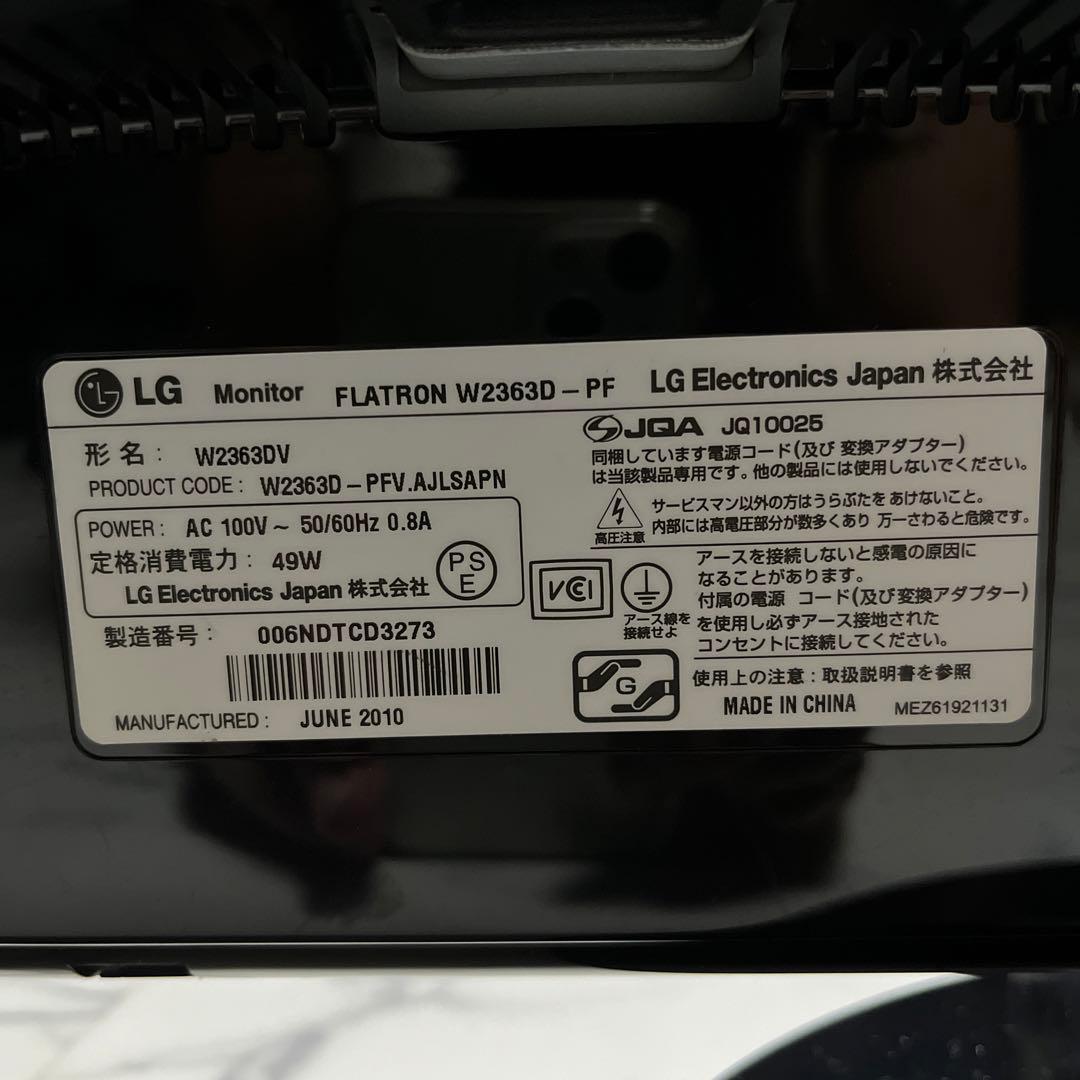 LG Monitor FLATRON W2363D-PF LG Electronics Japan 株式会社
形名: W2363DV
PRODUCT CODE: W2363D-PFV.AJLSAPN
POWER: AC 100V~ 50/60Hz 0.8A
定格消費電力: 49W
LG Electronics Japan 株式会社
PS
E
製造番号: 006NDTCD3273
MANUFACTURED: JUNE 2010
JQA JQ10025
同梱しています電源コード(及び 変換アダプター)
は当該製品専用です。他の製品には使用しないでください。
高圧注意
サービスマン以外の方はうらぶたを あけないこと。
内部には高電圧部分が数多くあり 万一さわると危険です。
VCI
アース線を
接続せよ
アースを接続しないと感電の原因に
なることがあります。
付属の電源 コード(及び変換アダプター)
を使用し必ずアース接地された
コンセントに接続してください。
G
使用上の注意:取扱説明書を参照
MADE IN CHINA MEZ61921131